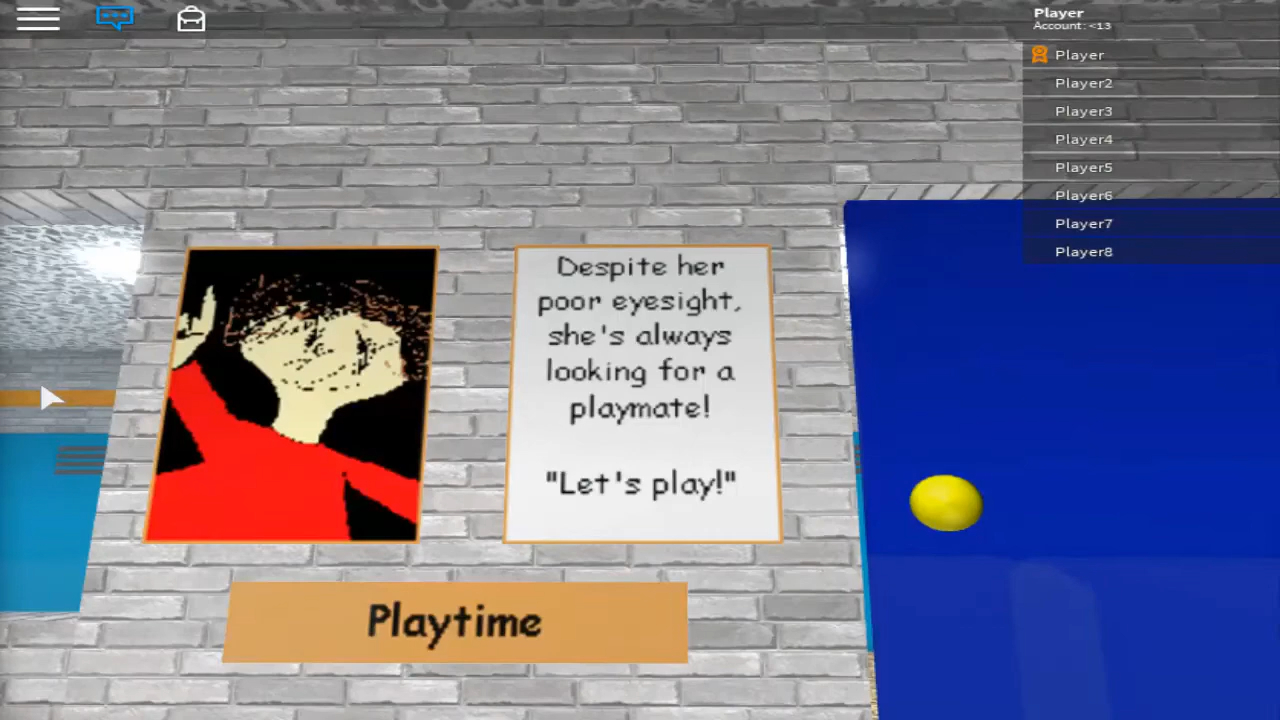 Player
Account: <13
Player
Player2
Player3
Player4
Player5
Player6
Player7
Player8
Despite her
poor eyesight,
she's always
looking for a
playmate!
"Let's play!"
Playtime